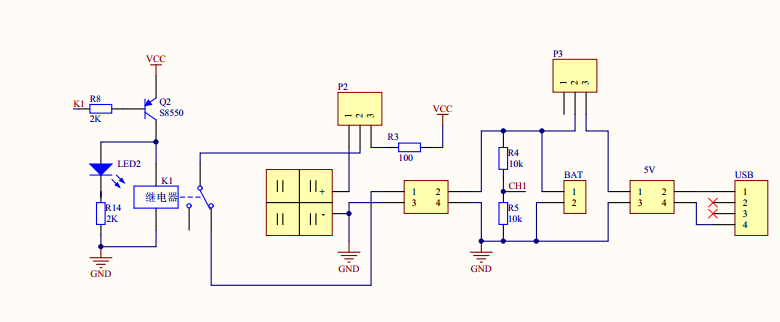 VCC
K1
R8
2K
Q2
S8550
LED2
R14
2K
K1
继电器
GND
P2
1
2
3
R3
100
VCC
+
-
GND
1
2
3
4
P3
1
2
3
R4
10k
CH1
R5
10k
GND
BAT
1
2
5V
1
2
3
4
USB
1
2
3
4